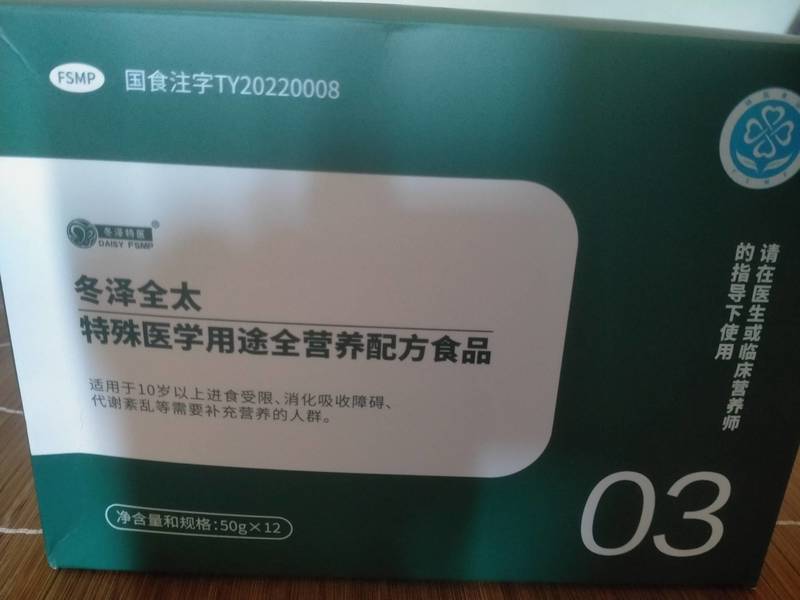 FSMP
国食注字TY20220008
冬泽特医®
DAISY FSMP
冬泽全太
特殊医学用途全营养配方食品
适用于10岁以上进食受限、消化吸收障碍、
代谢紊乱等需要补充营养的人群。
净含量和规格:50g×12
请在医生或临床营养师
的指导下使用
03